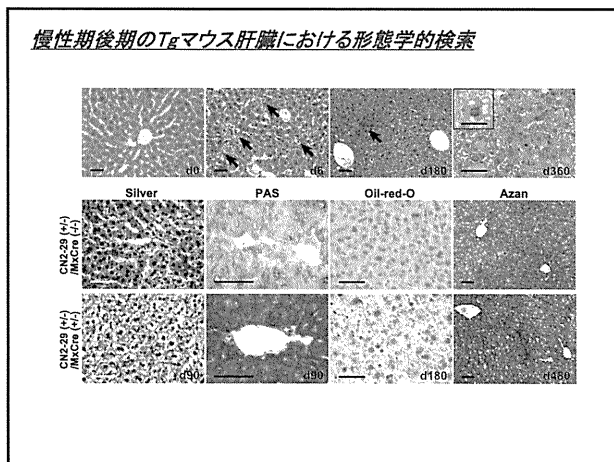 慢性期後期のTgマウス肝臓における形態学的検索
d0 d6 d180 d360
Silver PAS Oil-red-O Azan
CN2-29 (+/-)
/MxCre (-/-)
CN2-29 (+/-)
/MxCre (+/-)
d90 d90 d180 d480